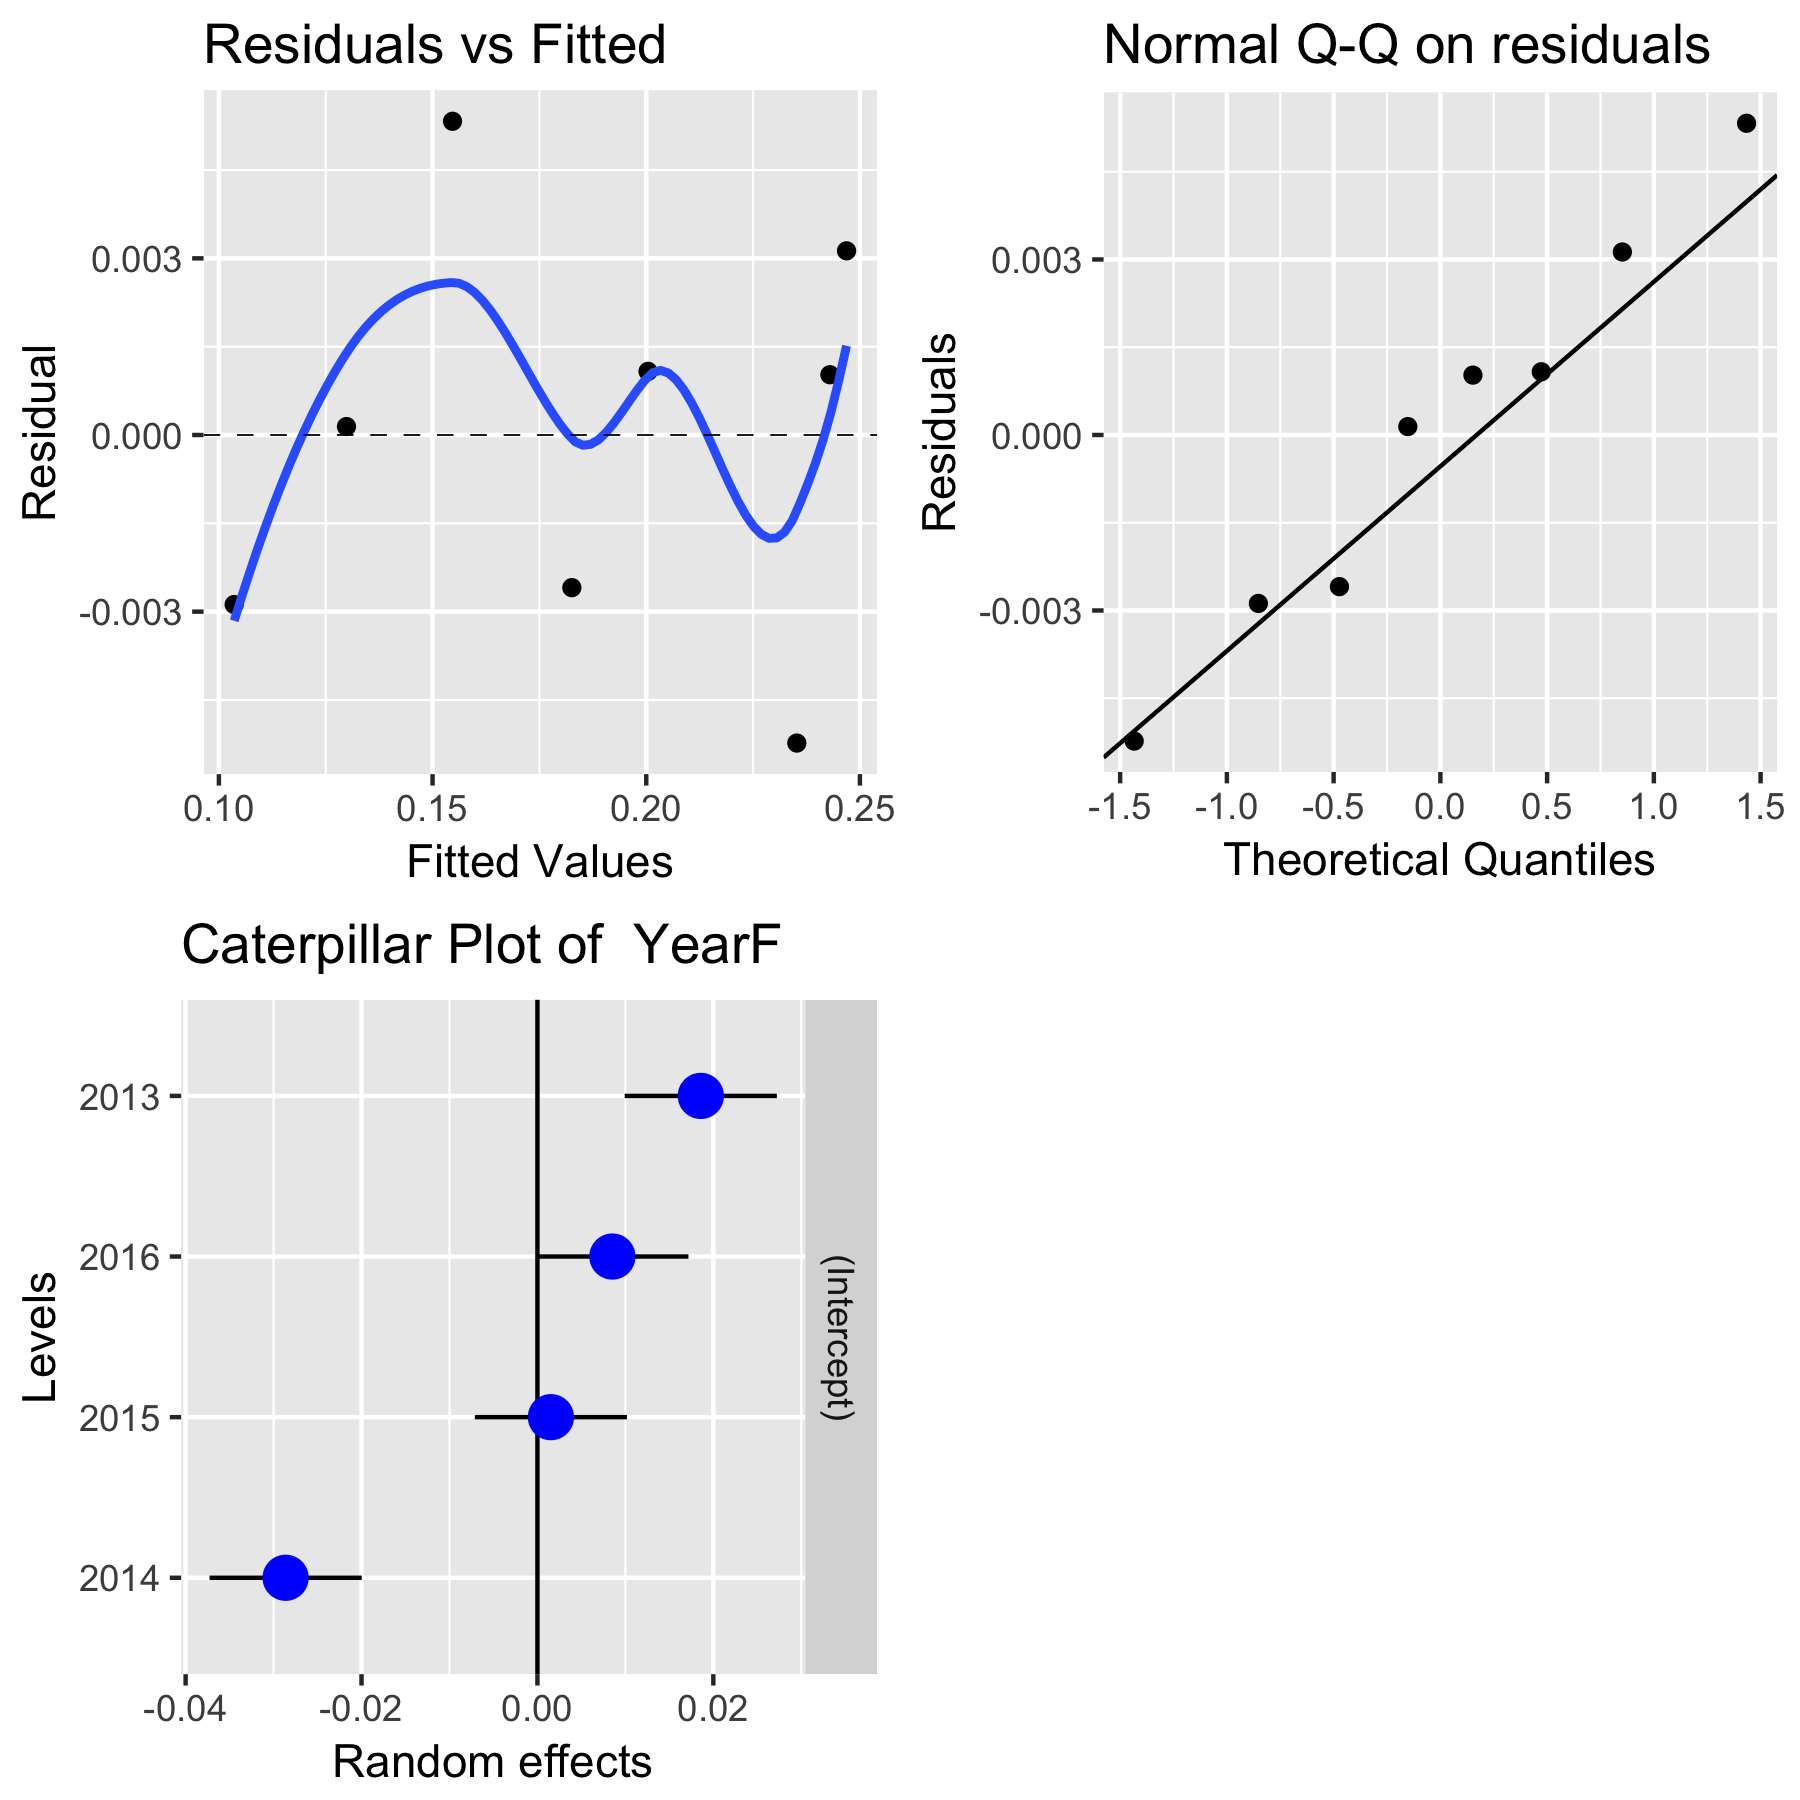 Residuals vs Fitted
Residual
0.003
0.000
-0.003
0.10 0.15 0.20 0.25
Fitted Values
Normal Q-Q on residuals
Residuals
0.003
0.000
-0.003
-1.5 -1.0 -0.5 0.0 0.5 1.0 1.5
Theoretical Quantiles
Caterpillar Plot of  YearF
Levels
2013
2016
2015
2014
(Intercept)
-0.04 -0.02 0.00 0.02
Random effects